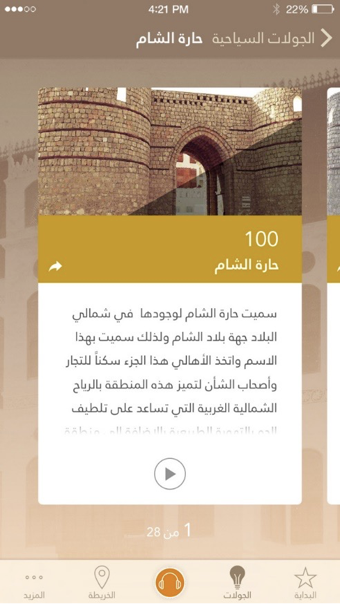 4:21 PM
22%
الجولات السياحية حارة الشام
100
حارة الشام
سميت حارة الشام لوجودها في شمالي
البلاد جهة بلاد الشام ولذلك سميت بهذا
الاسم واتخذ الأهالي هذا الجزء سكناً للتجار
وأصحاب الشأن لتميز هذه المنطقة بالرياح
الشمالية الغربية التي تساعد على تلطيف
1 من 28
البداية
الجولات
الخريطة
المزيد